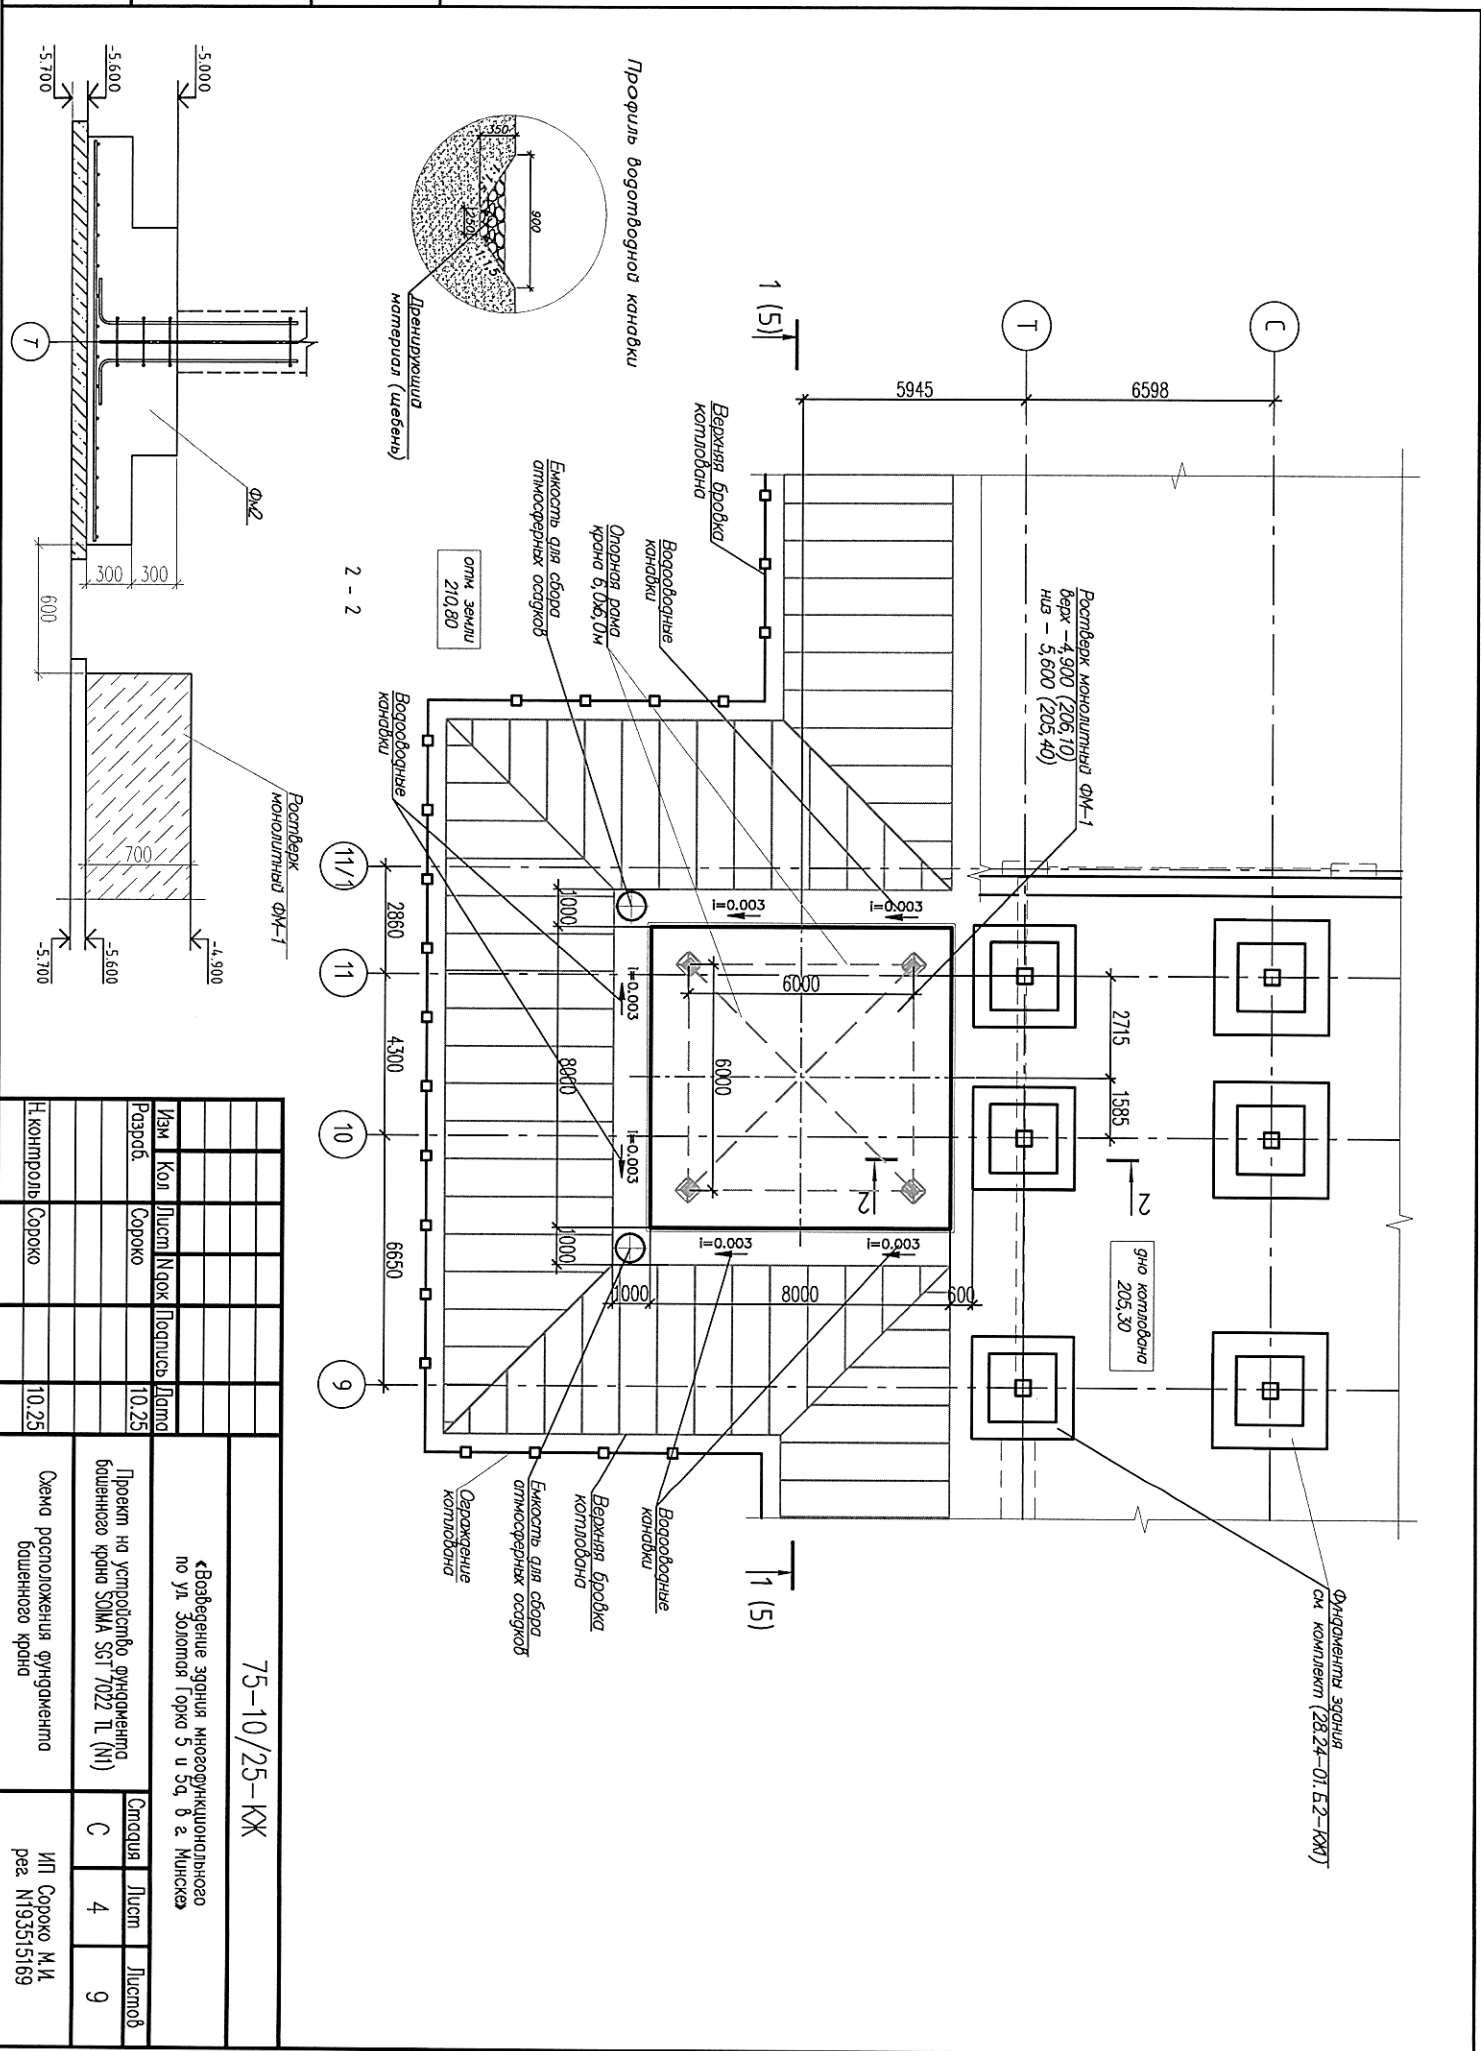 Фундаменты здания
см. комплект (28.24-01.Б.2-КЖ1)
С
6598
Т
5945
Ростверк монолитный ФМ-1
верх -4,900 (206,10)
низ - 5,600 (205,40)
2715
1585
2
дно котлована
205,30
1 (5)
1 (5)
Верхняя бровка
котлована
Водоводные
канавки
Опорная рама
крана 6,0х6,0м
Емкость для сбора
атмосферных осадков
отм. земли
210,80
Водоводные
канавки
i=0.003
i=0.003
i=0.003
i=0.003
i=0.003
i=0.003
6000
6000
2
1000
8000
1000
1000
8000
600
11/1
2860
11
4300
10
6650
9
Водоводные
канавки
Верхняя бровка
котлована
Емкость для сбора
атмосферных осадков
Ограждение
котлована
Профиль водотводной канавки
350
900
250
1:1.5
Дренирующий
материал (щебень)
2 - 2
-5.000
-5.600
-5.700
Т
Фм2
300
300
600
700
Ростверк
монолитный ФМ-1
-4.900
-5.600
-5.700
75-10/25-КЖ
«Возведение здания многофункционального
по ул. Золотая Горка 5 и 5а, в г. Минске»
Изм
Кол
Лист
Nдок
Подпись
Дата
Разраб.
Сороко
10.25
Н.контроль
Сороко
10.25
Проект на устройство фундамента
башенного крана SOIMA SGT 7022 TL (N1)
Стадия
Лист
Листов
С
4
9
Схема расположения фундамента
башенного крана
ИП Сороко М.И.
рег. N193515169